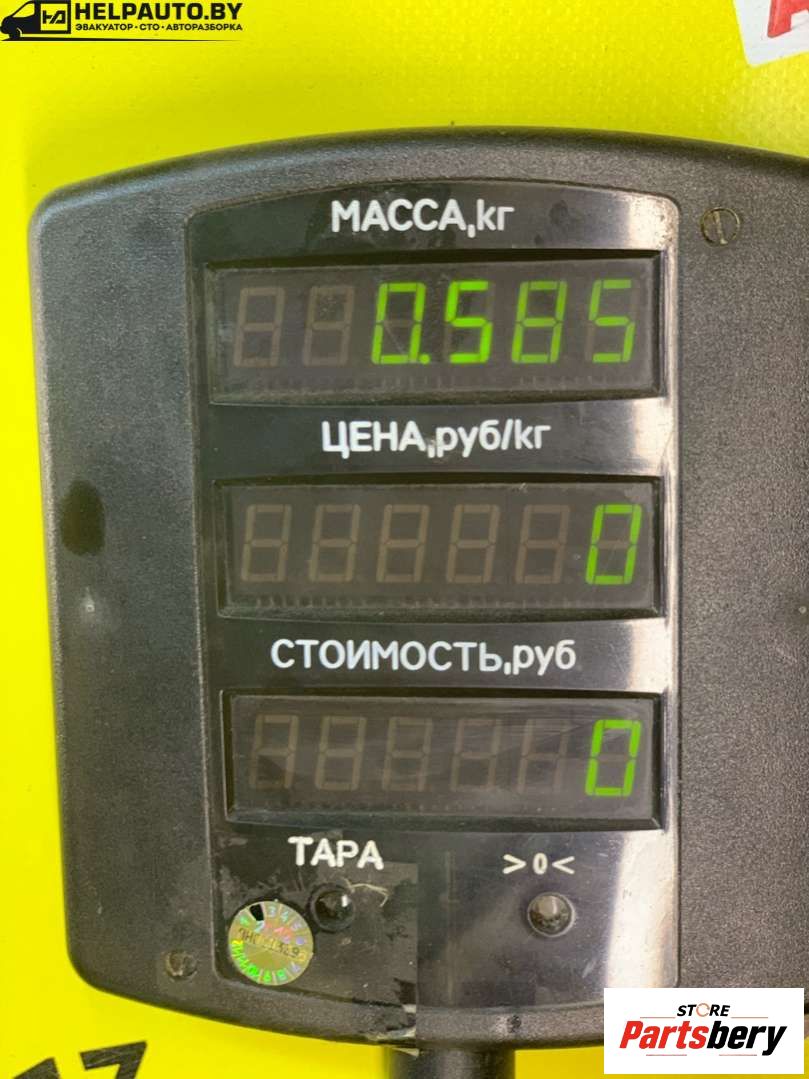 HELPAUTO.BY
ЭВАКУАТОР·СТО·АВТОРАЗБОРКА
МАССА,кг
0.585
ЦЕНА,руб/кг
0
СТОИМОСТЬ,руб
0
ТАРА
>0<
STORE
Partsbery